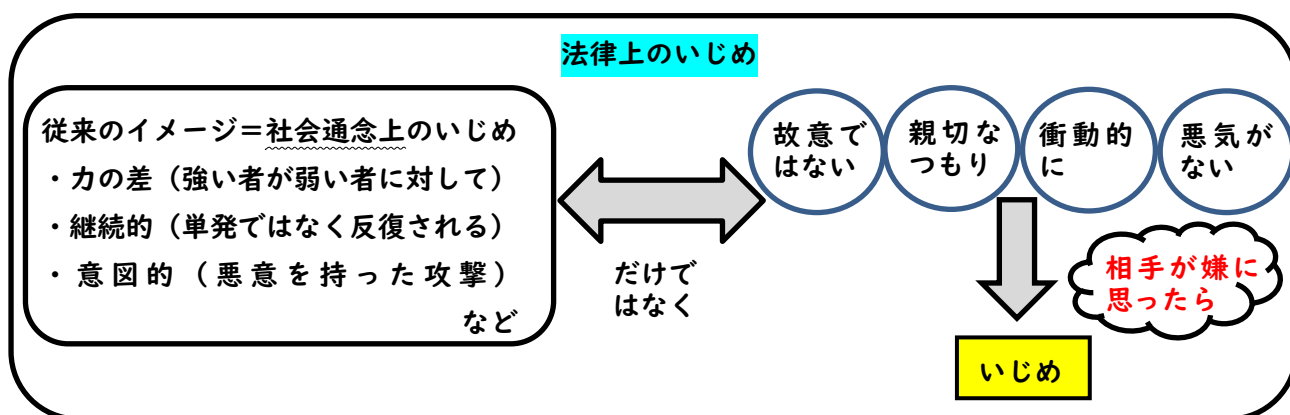 法律上のいじめ
従来のイメージ＝社会通念上のいじめ
・力の差（強い者が弱い者に対して）
・継続的（単発ではなく反復される）
・意図的（悪意を持った攻撃）
など
だけで
はなく
故意で
はない
親切な
つもり
衝動的
に
悪気が
ない
相手が嫌に
思ったら
いじめ